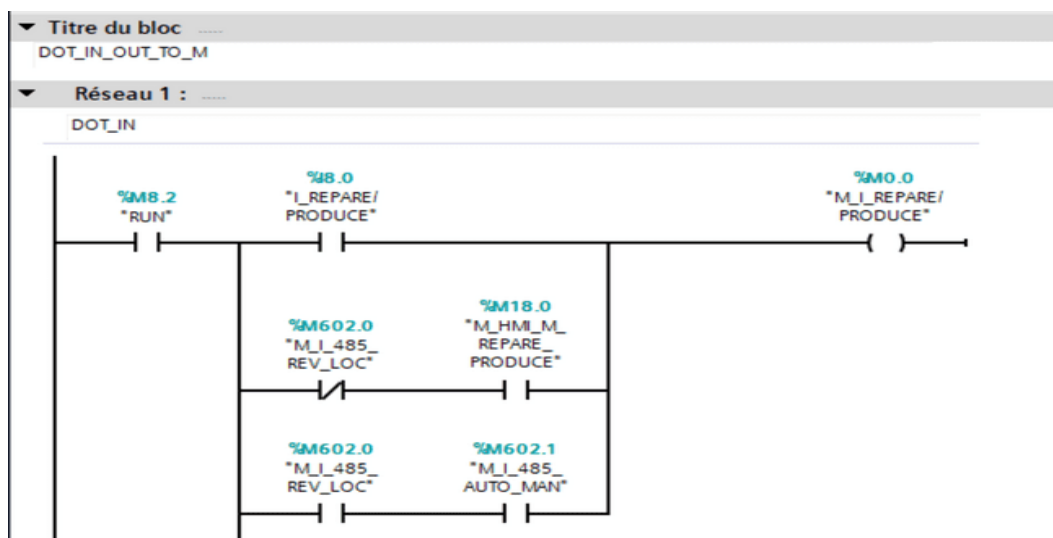 Titre du bloc .....
DOT_IN_OUT_TO_M
Réseau 1 : .....
DOT_IN
%M8.2
"RUN"
%I8.0
"I_REPARE/
PRODUCE"
%M0.0
"M_I_REPARE/
PRODUCE"
%M602.0
"M_I_485_
REV_LOC"
%M18.0
"M_HMI_M_
REPARE_
PRODUCE"
%M602.0
"M_I_485_
REV_LOC"
%M602.1
"M_I_485_
AUTO_MAN"